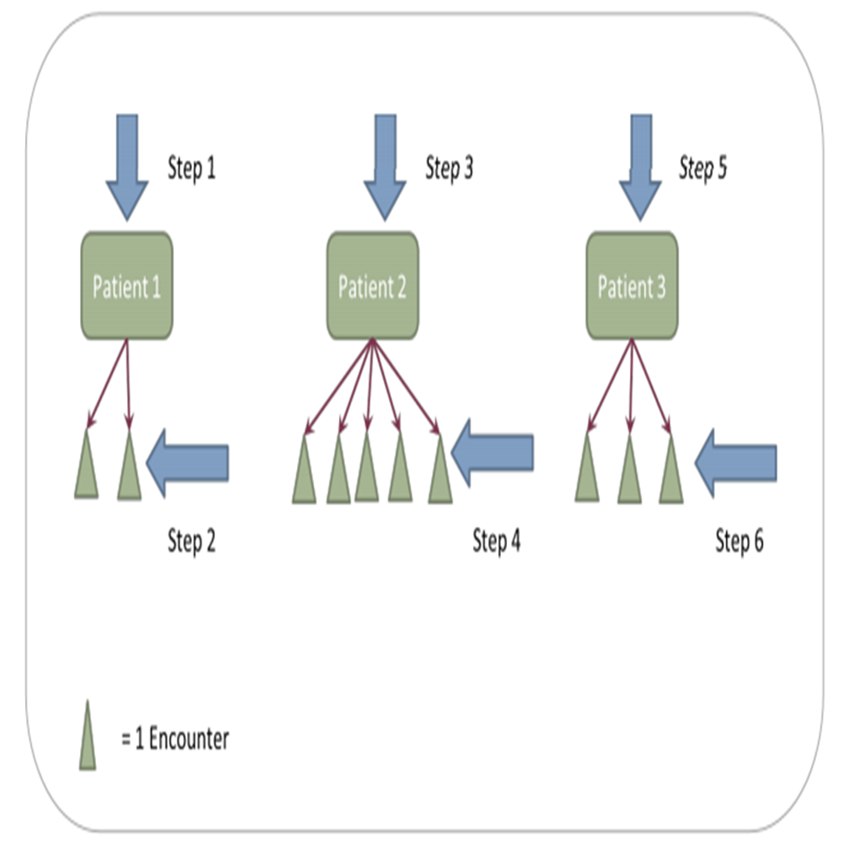 Step 1
Step 3
Step 5
Patient 1
Patient 2
Patient 3
Step 2
Step 4
Step 6
= 1 Encounter